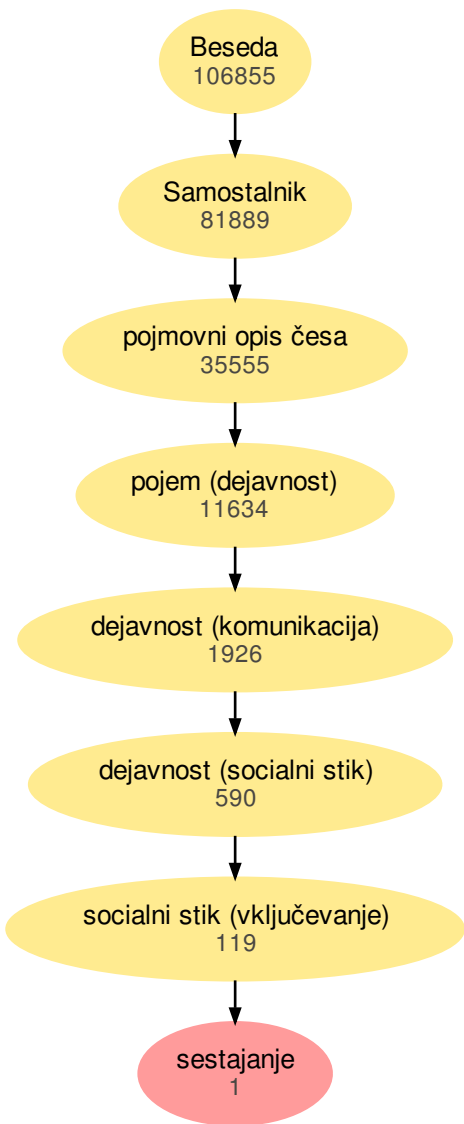 Beseda
106855
Samostalnik
81889
pojmovni opis česa
35555
pojem (dejavnost)
11634
dejavnost (komunikacija)
1926
dejavnost (socialni stik)
590
socialni stik (vključevanje)
119
sestajanje
1